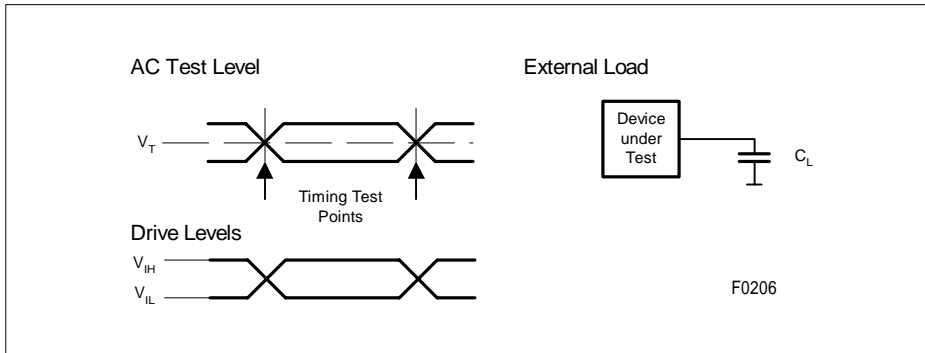 AC Test Level
External Load
V_T
Device
under
Test
C_L
Timing Test
Points
Drive Levels
V_IH
V_IL
F0206